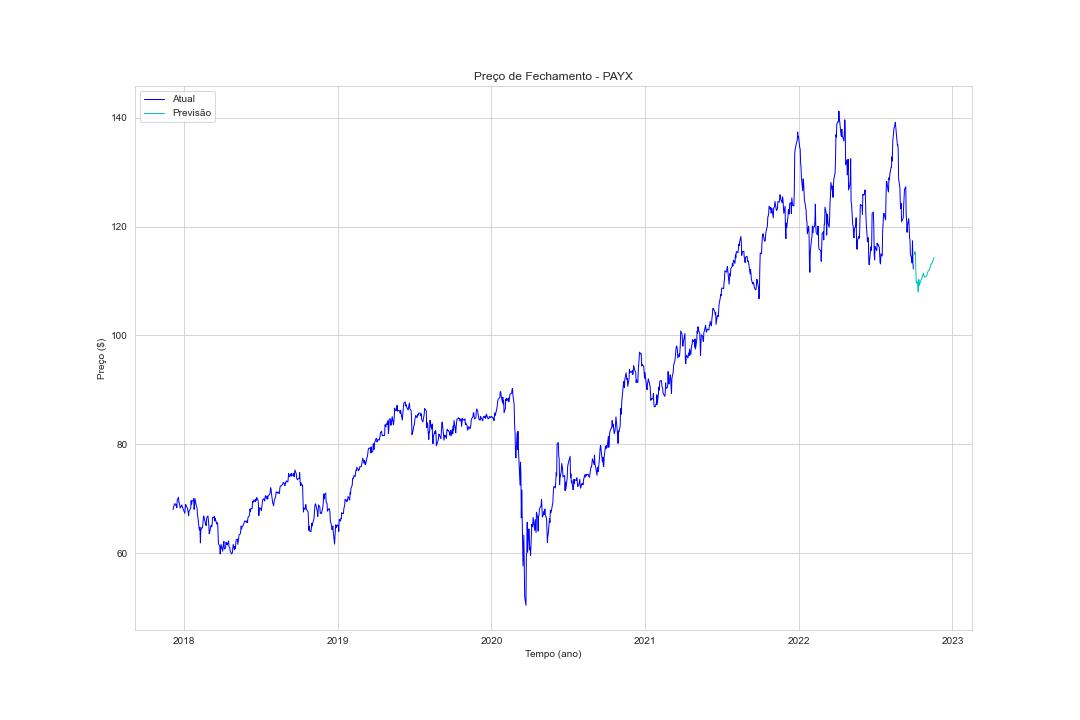 Preço de Fechamento - PAYX
Atual
Previsão
140
120
100
80
60
Preço ($)
2018
2019
2020
2021
2022
2023
Tempo (ano)